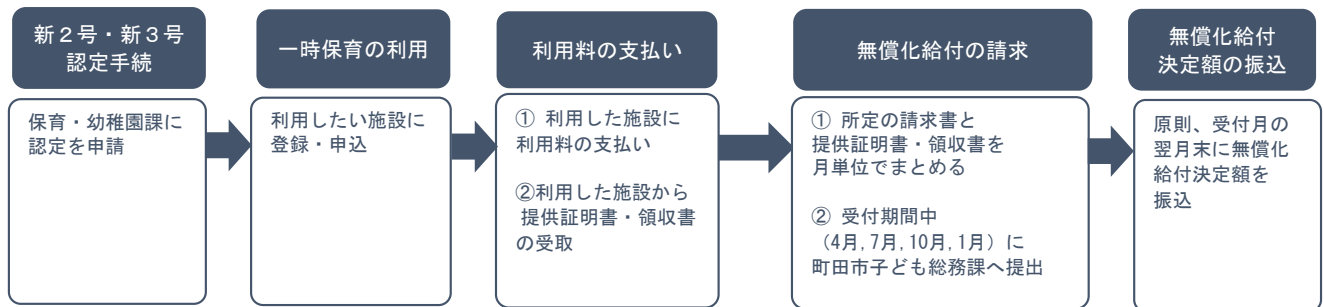 新２号・新３号
認定手続
保育・幼稚園課に
認定を申請
一時保育の利用
利用したい施設に
登録・申込
利用料の支払い
① 利用した施設に
利用料の支払い
②利用した施設から
提供証明書・領収書
の受取
無償化給付の請求
① 所定の請求書と
提供証明書・領収書を
月単位でまとめる
② 受付期間中
（4月,7月,10月,1月）に
町田市子ども総務課へ提出
無償化給付
決定額の振込
原則、受付月の
翌月末に無償化
給付決定額を
振込